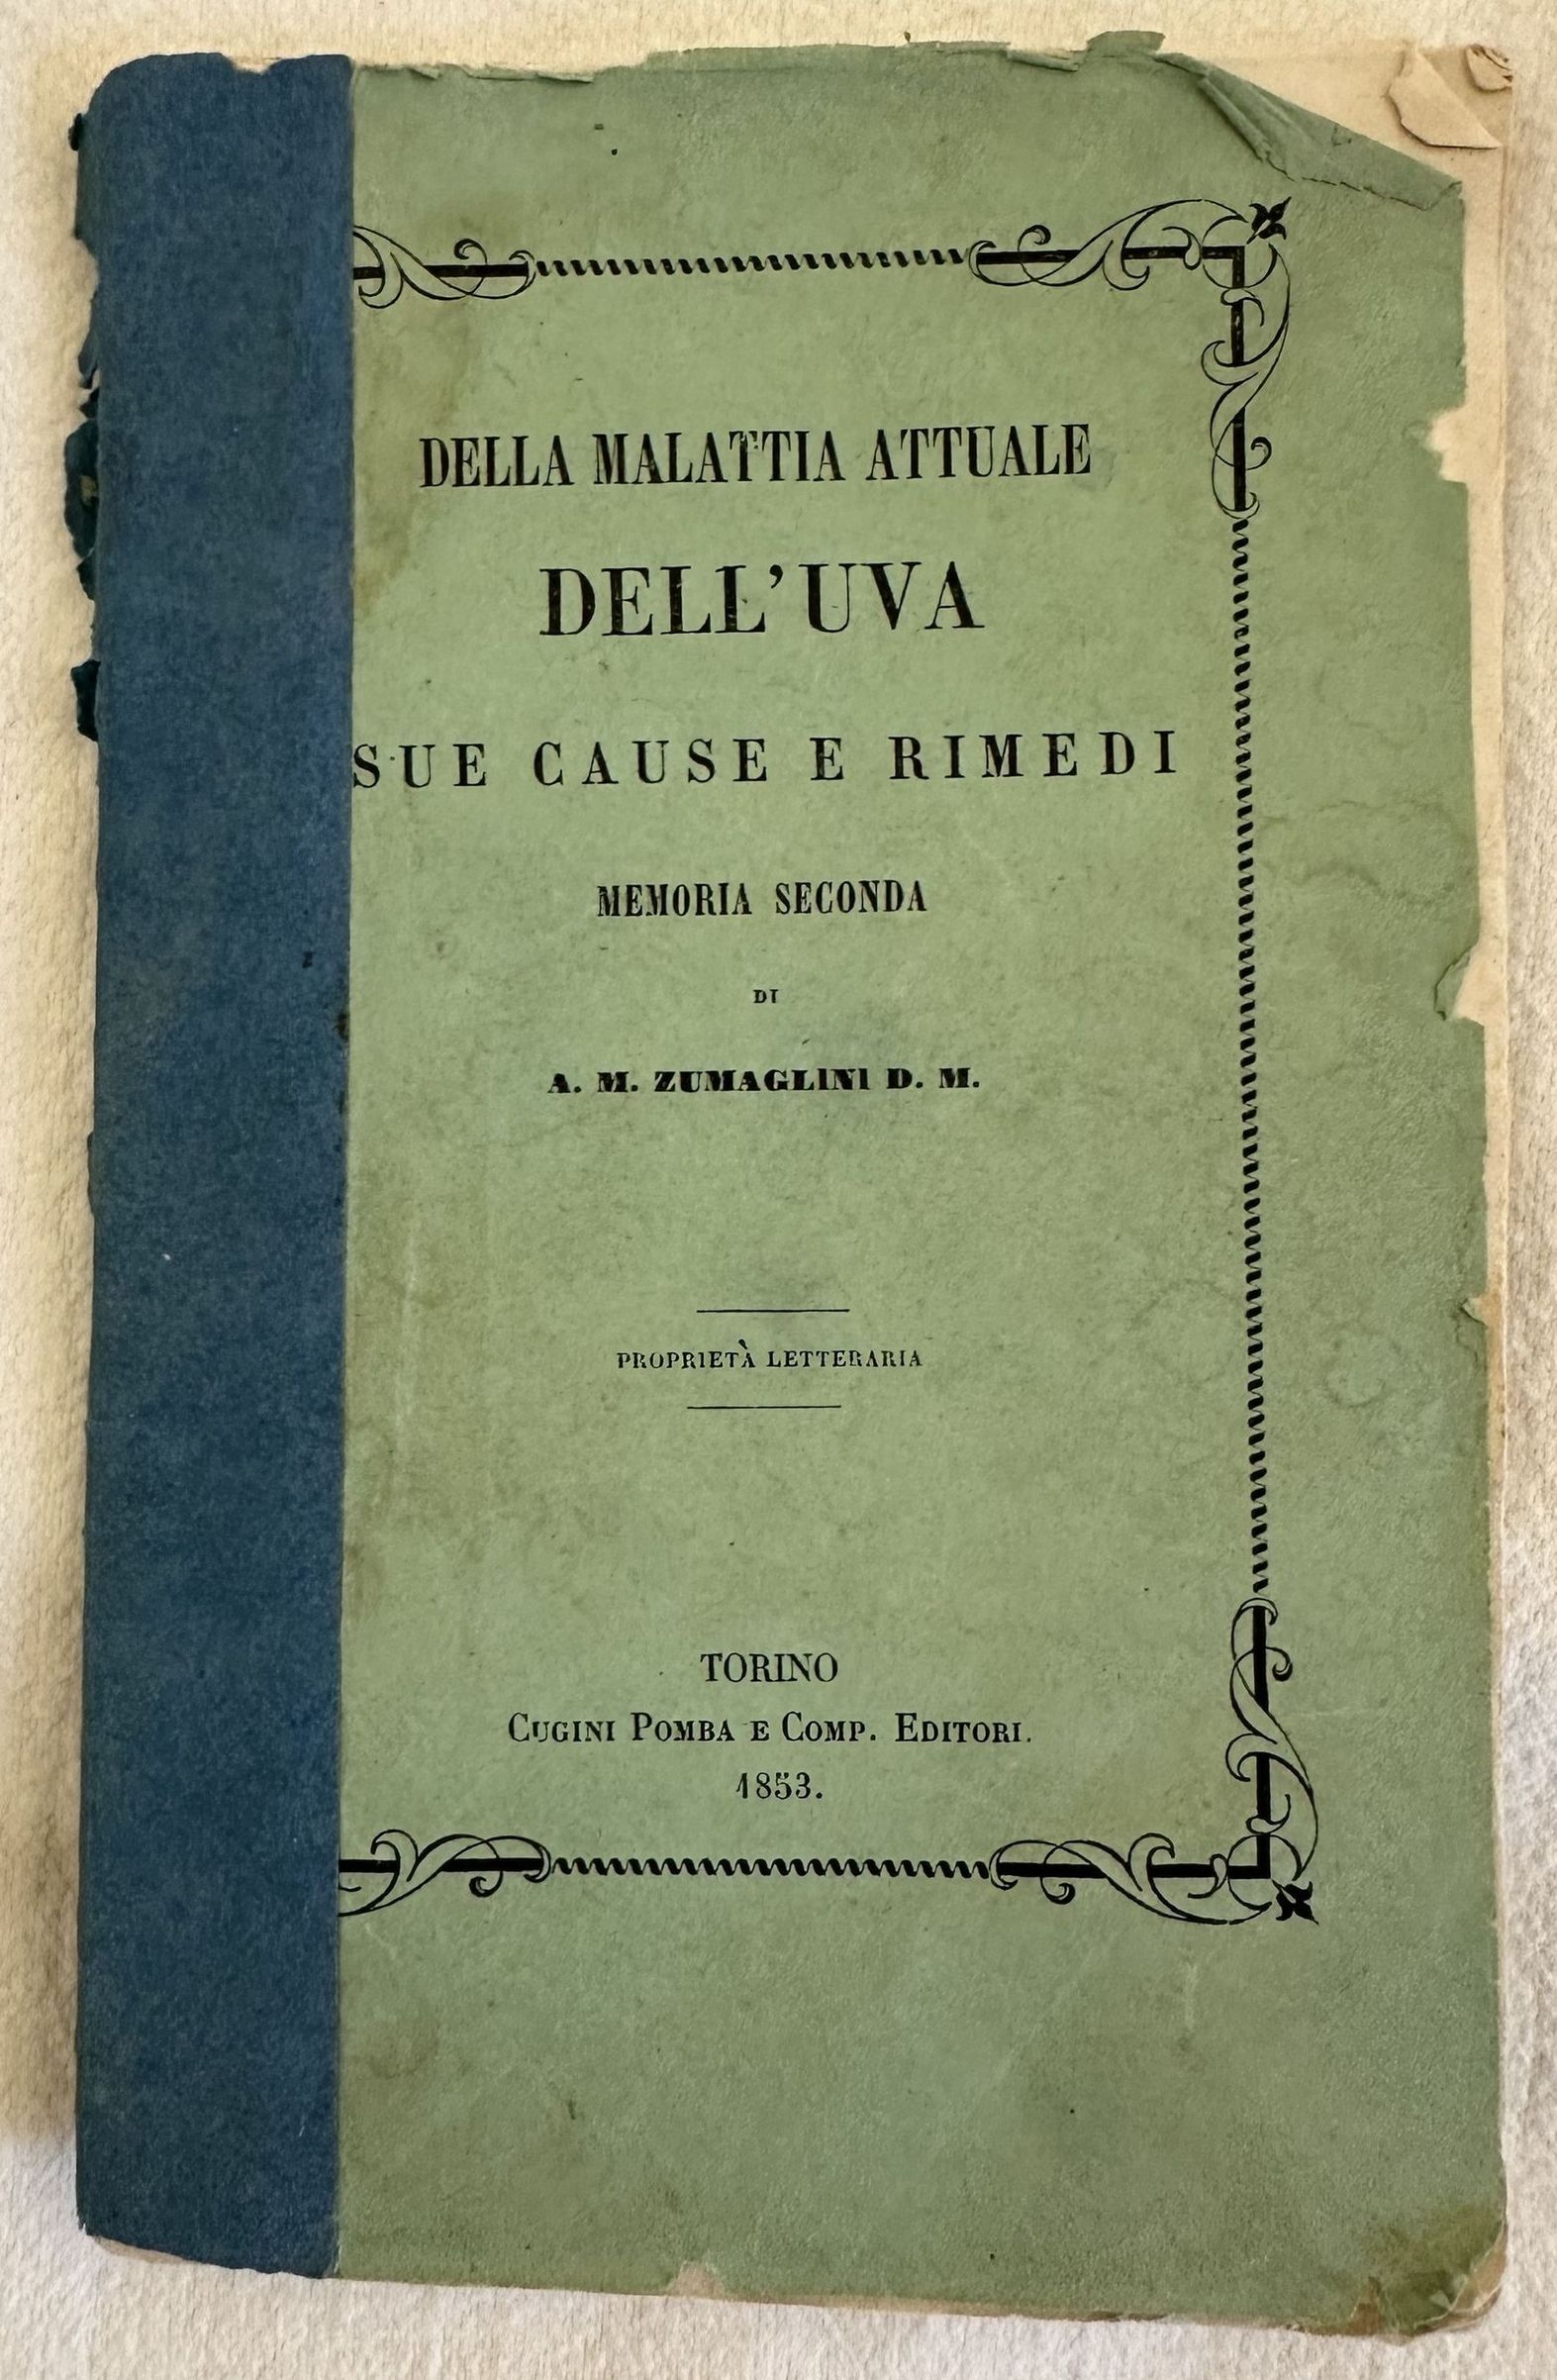 DELLA MALATTIA ATTUALE
DELL'UVA
SUE CAUSE E RIMEDI
MEMORIA SECONDA
DI
A. M. ZUMAGLINI D. M.
PROPRIETÀ LETTERARIA
TORINO
CUGINI POMBA E COMP. EDITORI.
1853.